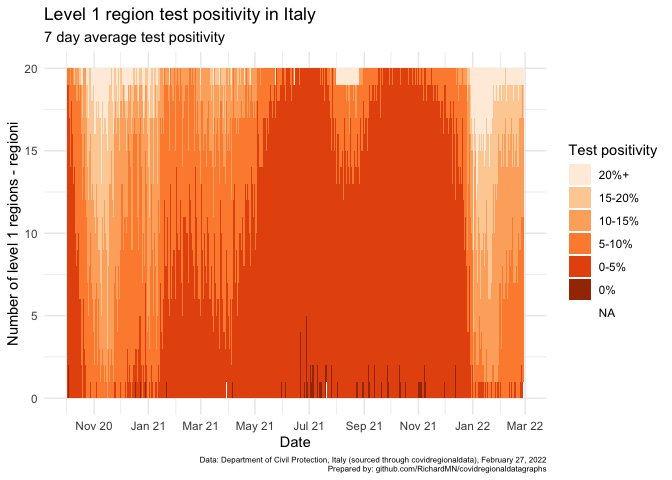 Level 1 region test positivity in Italy
7 day average test positivity
Number of level 1 regions - regioni
20
15
10
5
0
Nov 20 Jan 21 Mar 21 May 21 Jul 21 Sep 21 Nov 21 Jan 22 Mar 22
Date
Test positivity
20%+
15-20%
10-15%
5-10%
0-5%
0%
NA
Data: Department of Civil Protection, Italy (sourced through covidregionaldata), February 27, 2022
Prepared by: github.com/RichardMN/covidregionaldatagraphs